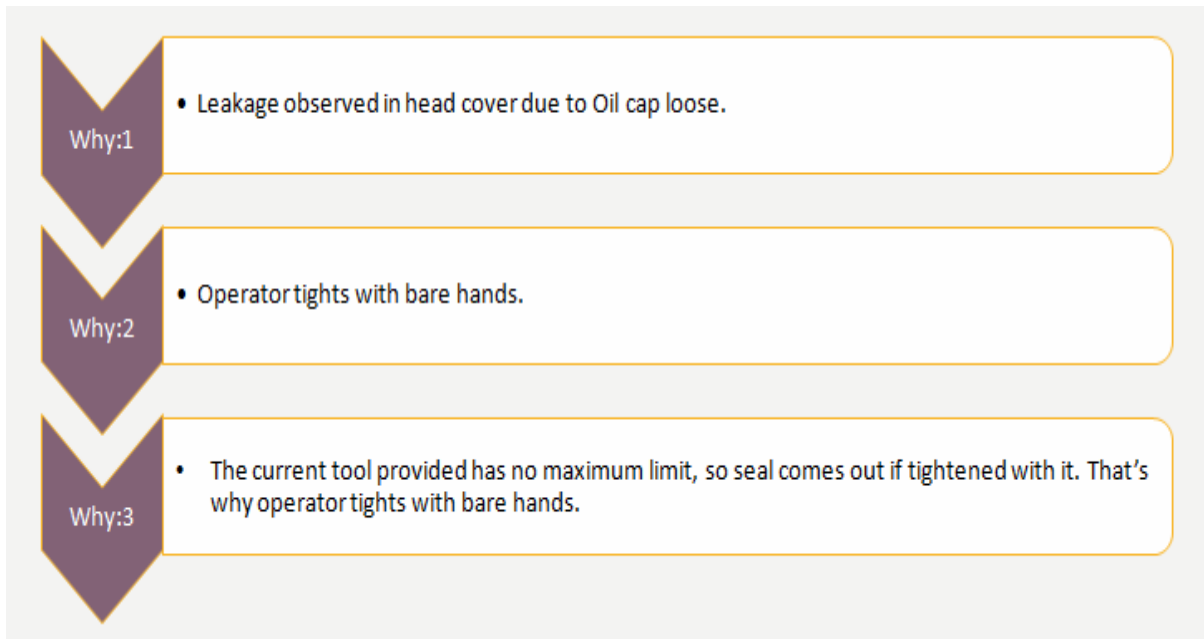 Why:1
• Leakage observed in head cover due to Oil cap loose.
Why:2
• Operator tights with bare hands.
Why:3
• The current tool provided has no maximum limit, so seal comes out if tightened with it. That's
why operator tights with bare hands.